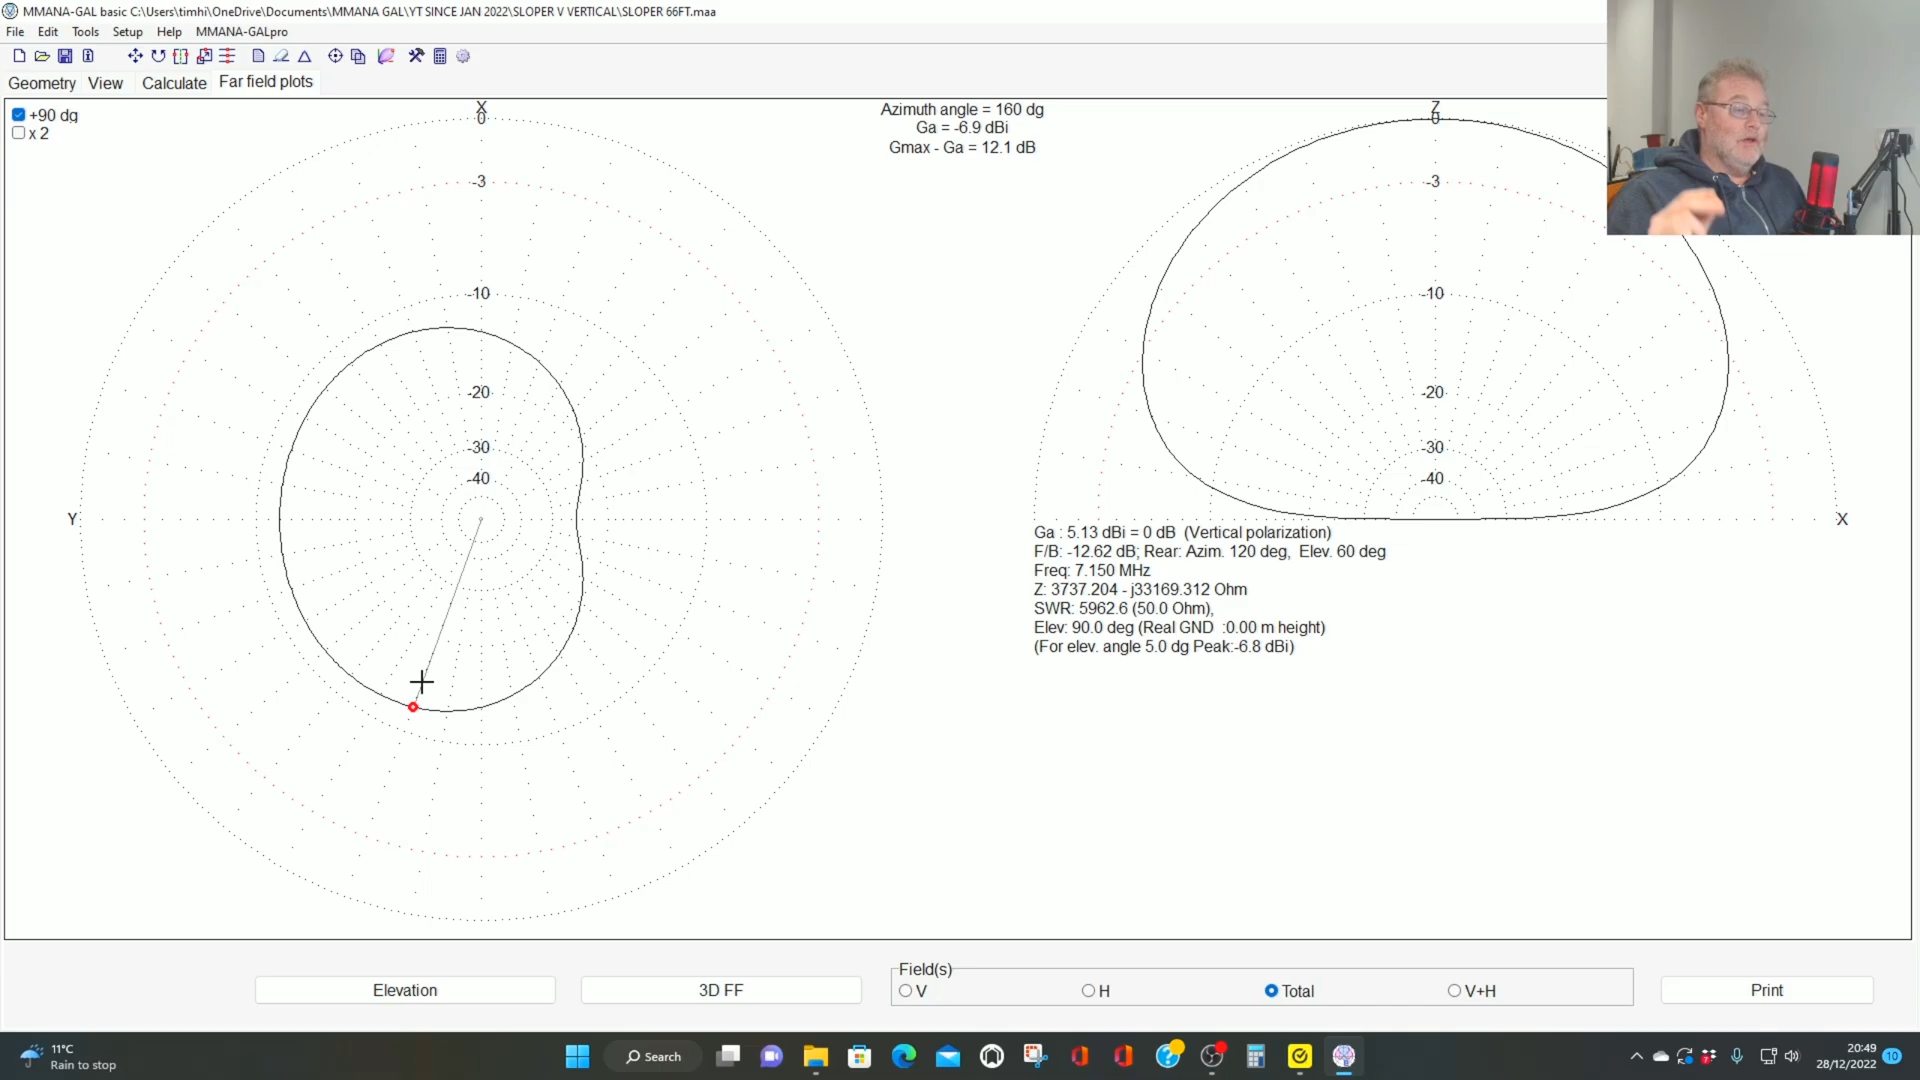 MMANA-GAL basic C:\Users\timhi\OneDrive\Documents\MMANA GAL\YT SINCE JAN 2022\SLOPER V VERTICAL\SLOPER 66FT.maa
File Edit Tools Setup Help MMANA-GALpro
Geometry View Calculate Far field plots
+90 dg
x 2
X
0
-3
-10
-20
-30
-40
Y
Azimuth angle = 160 dg
Ga = -6.9 dBi
Gmax - Ga = 12.1 dB
Z
0
-3
-10
-20
-30
-40
X
Ga : 5.13 dBi = 0 dB (Vertical polarization)
F/B: -12.62 dB; Rear: Azim. 120 deg, Elev. 60 deg
Freq: 7.150 MHz
Z: 3737.204 - j33169.312 Ohm
SWR: 5962.6 (50.0 Ohm),
Elev: 90.0 deg (Real GND :0.00 m height)
(For elev. angle 5.0 dg Peak:-6.8 dBi)
Elevation
3D FF
Field(s)
V H Total V+H
Print
11°C
Rain to stop
Search
20:49
28/12/2022
10